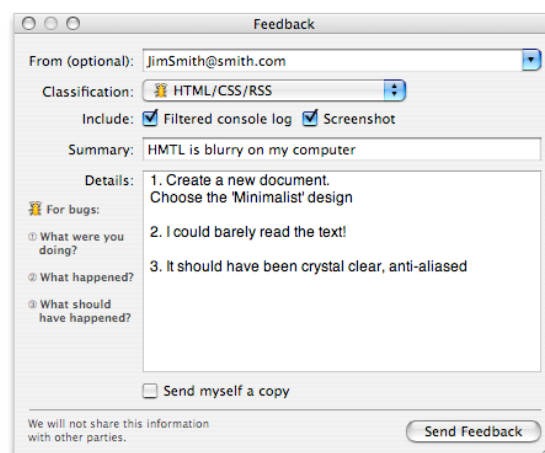 Feedback
From (optional): JimSmith@smith.com
Classification: HTML/CSS/RSS
Include: Filtered console log Screenshot
Summary: HMTL is blurry on my computer
Details: 1. Create a new document.
Choose the 'Minimalist' design
2. I could barely read the text!
3. It should have been crystal clear, anti-aliased
For bugs:
① What were you
doing?
② What happened?
③ What should
have happened?
Send myself a copy
We will not share this information
with other parties.
Send Feedback